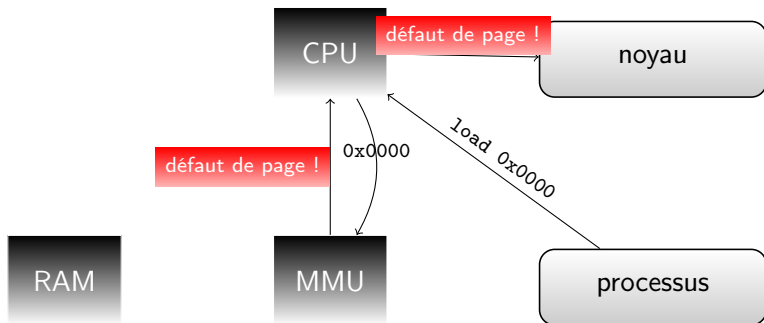 défaut de page !
CPU
noyau
load 0x0000
0x0000
défaut de page !
RAM
MMU
processus